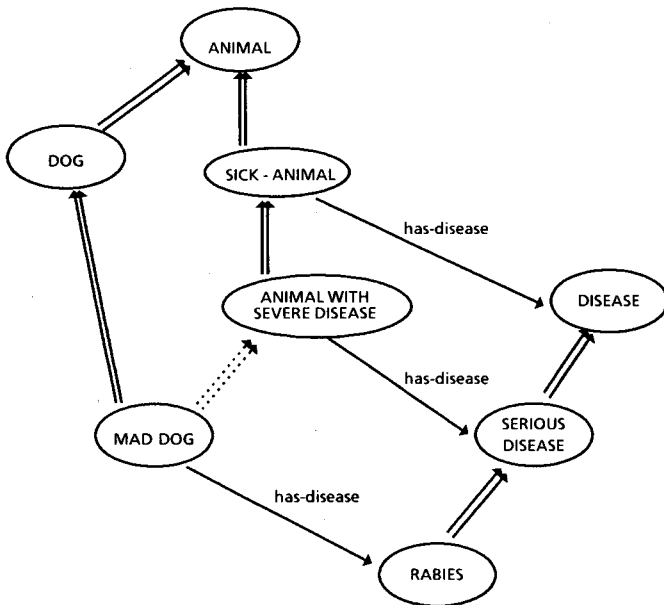 ANIMAL
DOG
SICK - ANIMAL
has-disease
ANIMAL WITH
SEVERE DISEASE
DISEASE
has-disease
MAD DOG
SERIOUS
DISEASE
has-disease
RABIES